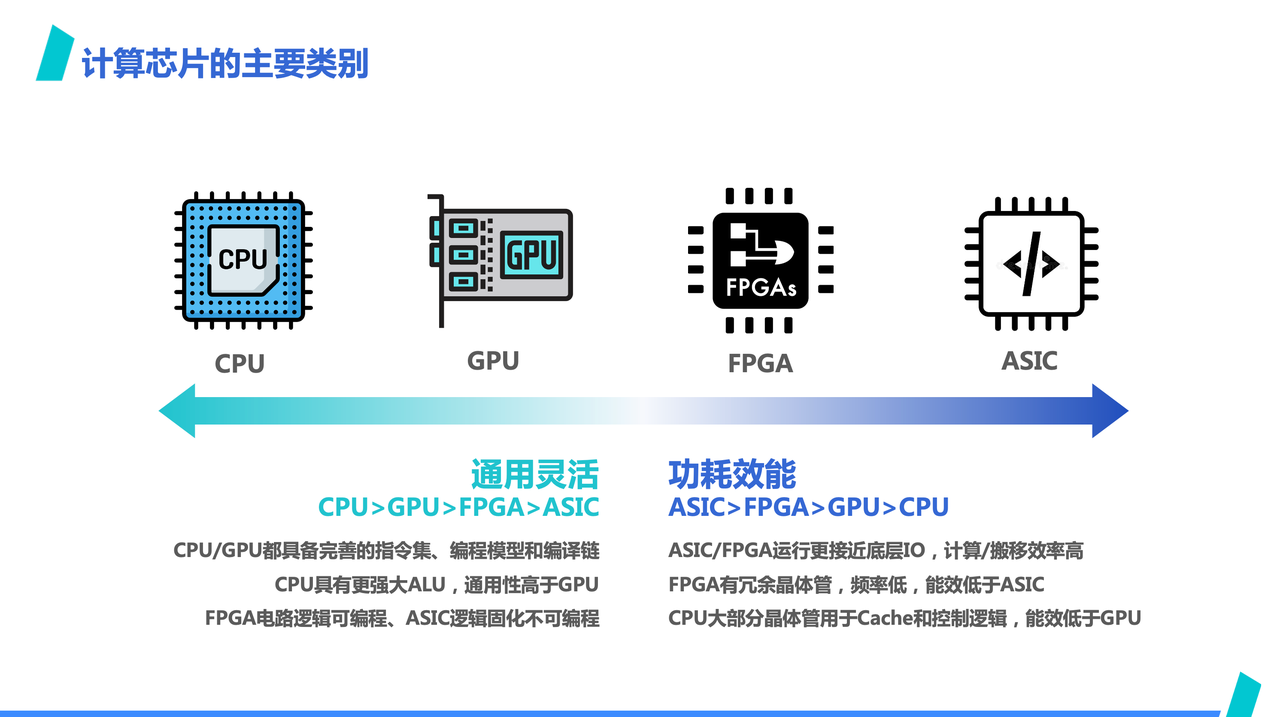 计算芯片的主要类别
CPU
GPU
FPGAs
</>
CPU
GPU
FPGA
ASIC
通用灵活
CPU>GPU>FPGA>ASIC
CPU/GPU都具备完善的指令集、编程模型和编译链
CPU具有更强大ALU，通用性高于GPU
FPGA电路逻辑可编程、ASIC逻辑固化不可编程
功耗效能
ASIC>FPGA>GPU>CPU
ASIC/FPGA运行更接近底层IO，计算/搬移效率高
FPGA有冗余晶体管，频率低，能效低于ASIC
CPU大部分晶体管用于Cache和控制逻辑，能效低于GPU